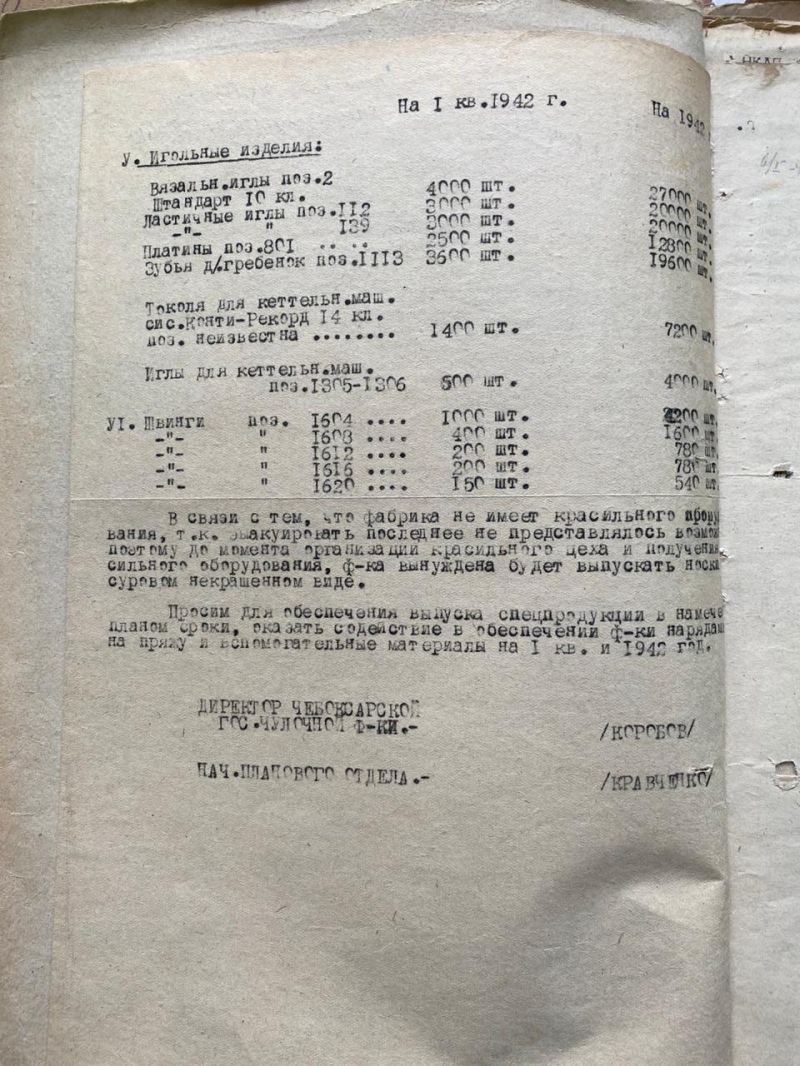 На I кв.1942 г. На 1942
У. Игольные изделия:
Вязальн.иглы поз.2 4000 шт. 27000 шт.
Штандарт 10 кл. 3000 шт. 20000 шт.
Ластичные иглы поз.112 3000 шт. 20000 шт.
-"- " 139 2500 шт. 12800 шт.
Платины поз.801 .. .. 3600 шт. 19600 шт.
Зубья д/гребенок поз.1113
Токоля для кеттельн.маш.
сис.Конти-Рекорд 14 кл.
поз. неизвестна ........ 1400 шт. 7200 шт.
Иглы для кеттельн.маш.
поз.1305-1306 500 шт. 4000 шт.
УI. Швинги поз. 1604 .... 1000 шт. 4200 шт.
-"- " 1608 .... 400 шт. 1600 шт.
-"- " 1612 .... 200 шт. 780 шт.
-"- " 1616 .... 200 шт. 780 шт.
-"- " 1620 .... 150 шт. 540 шт.
В связи с тем, что фабрика не имеет красильного обору
вания, т.к. эвакуировать последнее не представлялось возмож
поэтому до момента организации красильного цеха и получения
сильного оборудования, ф-ка вынуждена будет выпускать носки
суровом некрашенном виде.
Просим для обеспечения выпуска спецпродукции в намече
планом сроки, оказать содействие в обеспечении ф-ки нарядам
на пряжу и вспомогательные материалы на I кв. и 1942 год.
ДИРЕКТОР ЧЕБОКСАРСКОЙ
ГОС.ЧУЛОЧНОЙ Ф-КИ.- /КОРОБОВ/
НАЧ.ПЛАНОВОГО ОТДЕЛА.- /КРАВЧЕНКО/